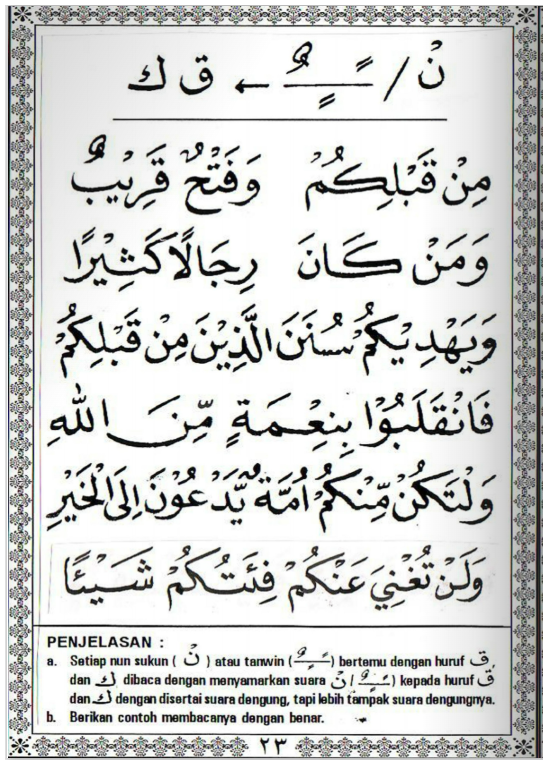 نْ / ـًـٍـٌ ← ق ك
مِنْ قَبْلِكُمْ وَفَتْحٌ قَرِيْبٌ
وَمَنْ كَانَ رِجَالًا كَثِيْرًا
وَيَهْدِيَكُمْ سُنَنَ الَّذِيْنَ مِنْ قَبْلِكُمْ
فَانْقَلَبُوْا بِنِعْمَةٍ مِّنَ اللهِ
وَلْتَكُنْ مِّنْكُمْ اُمَّةٌ يَّدْعُوْنَ اِلَى الْخَيْرِ
وَلَنْ تُغْنِيَ عَنْكُمْ فِئَتُكُمْ شَيْئًا
PENJELASAN :
a. Setiap nun sukun ( نْ ) atau tanwin (ـًـٍـٌ) bertemu dengan huruf ق,
dan ك, dibaca dengan menyamarkan suara نْ / ـًـٍـٌ) kepada huruf ق
dan ك dengan disertai suara dengung, tapi lebih tampak suara dengungnya.
b. Berikan contoh membacanya dengan benar.
٢٣